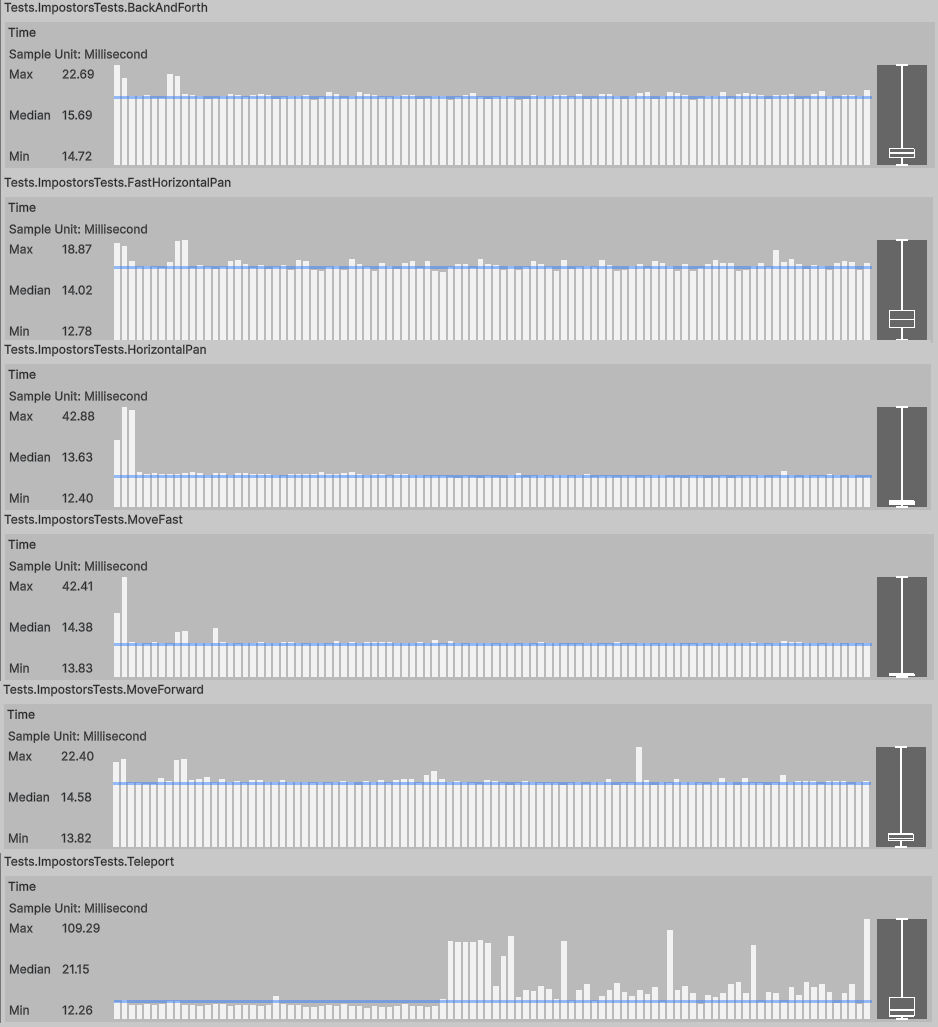 Tests.ImpostorsTests.BackAndForth
Time
Sample Unit: Millisecond
Max 22.69
Median 15.69
Min 14.72
Tests.ImpostorsTests.FastHorizontalPan
Time
Sample Unit: Millisecond
Max 18.87
Median 14.02
Min 12.78
Tests.ImpostorsTests.HorizontalPan
Time
Sample Unit: Millisecond
Max 42.88
Median 13.63
Min 12.40
Tests.ImpostorsTests.MoveFast
Time
Sample Unit: Millisecond
Max 42.41
Median 14.38
Min 13.83
Tests.ImpostorsTests.MoveForward
Time
Sample Unit: Millisecond
Max 22.40
Median 14.58
Min 13.82
Tests.ImpostorsTests.Teleport
Time
Sample Unit: Millisecond
Max 109.29
Median 21.15
Min 12.26